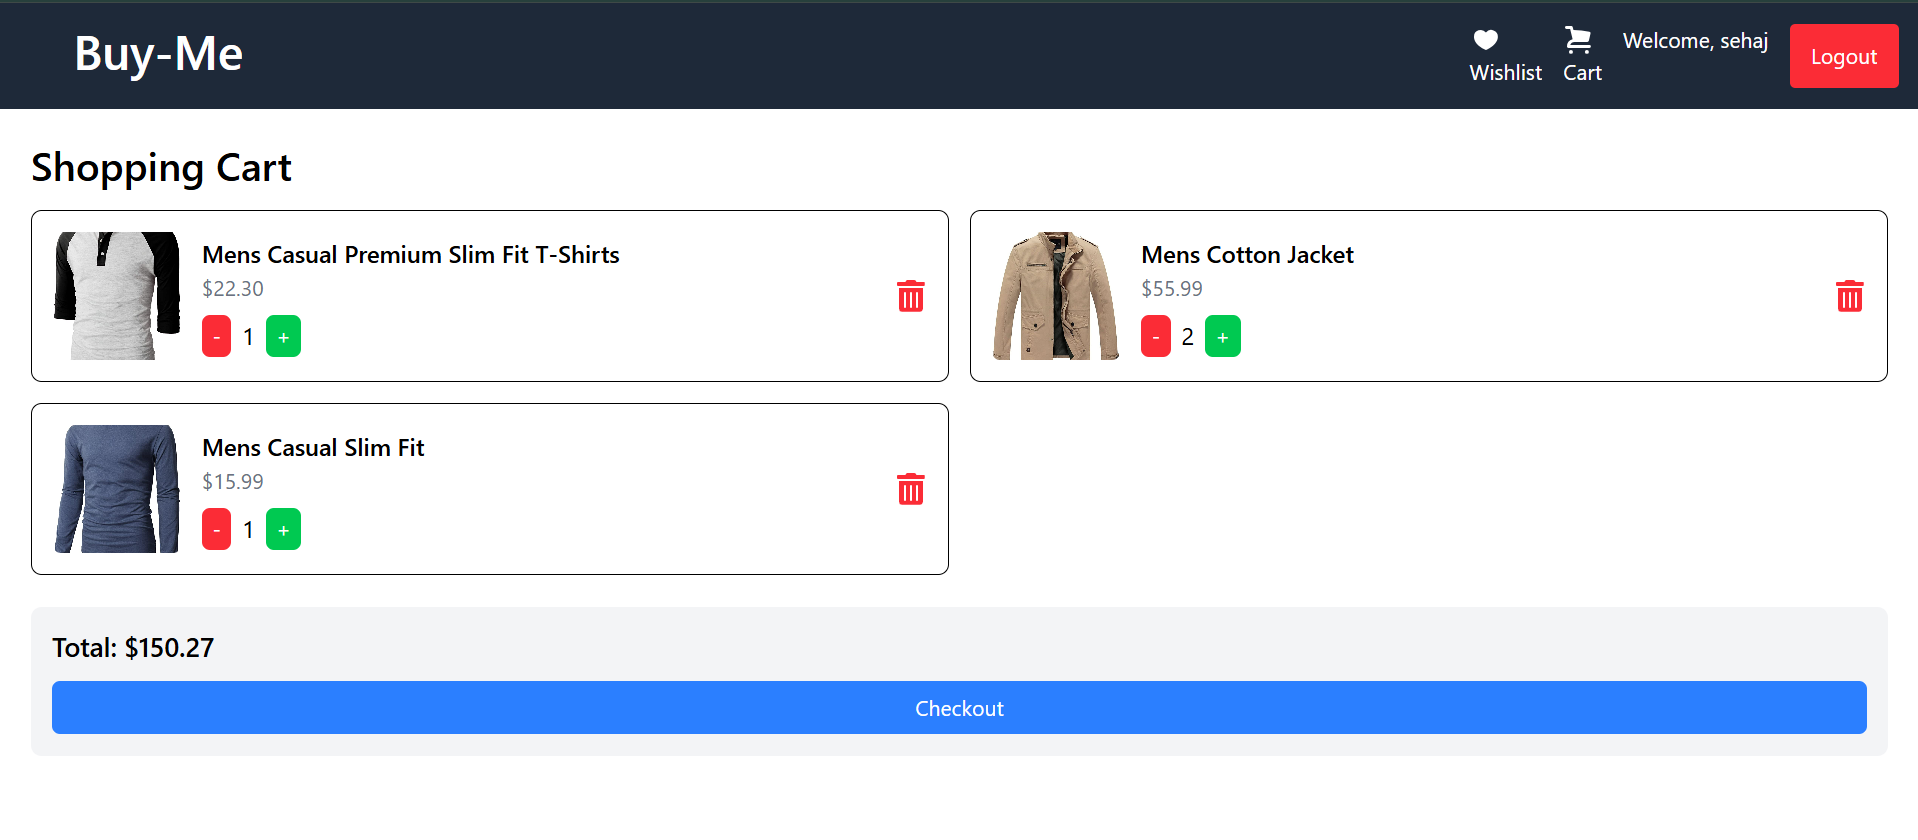 Buy-Me
Wishlist
Cart
Welcome, sehaj
Logout
Shopping Cart
Mens Casual Premium Slim Fit T-Shirts
$22.30
- 1 +
Mens Cotton Jacket
$55.99
- 2 +
Mens Casual Slim Fit
$15.99
- 1 +
Total: $150.27
Checkout